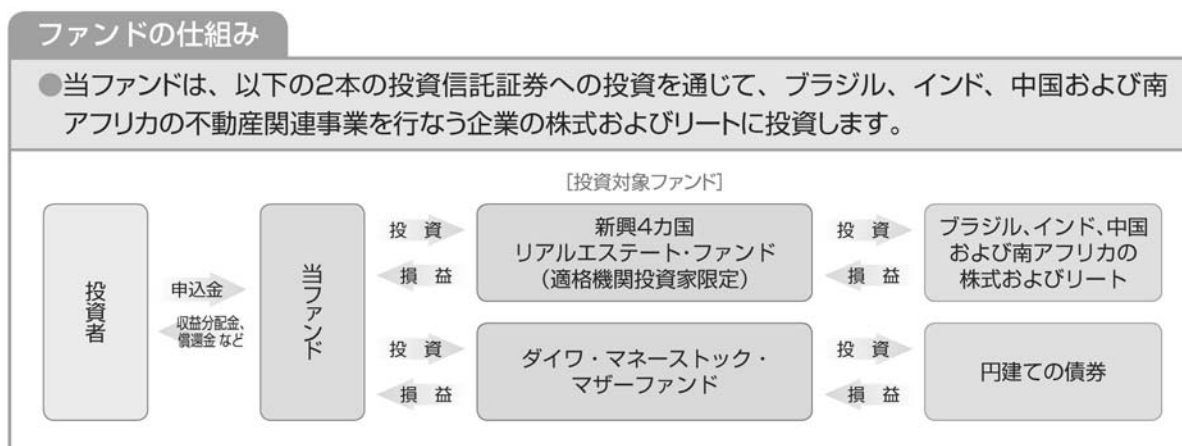 ファンドの仕組み
●当ファンドは、以下の2本の投資信託証券への投資を通じて、ブラジル、インド、中国および南
アフリカの不動産関連事業を行なう企業の株式およびリートに投資します。
[投資対象ファンド]
投資者
申込金
収益分配金、
償還金 など
当ファンド
投 資
損 益
新興4カ国
リアルエステート・ファンド
(適格機関投資家限定)
投 資
損 益
ブラジル、インド、中国
および南アフリカの
株式およびリート
投 資
損 益
ダイワ・マネーストック・
マザーファンド
投 資
損 益
円建ての債券